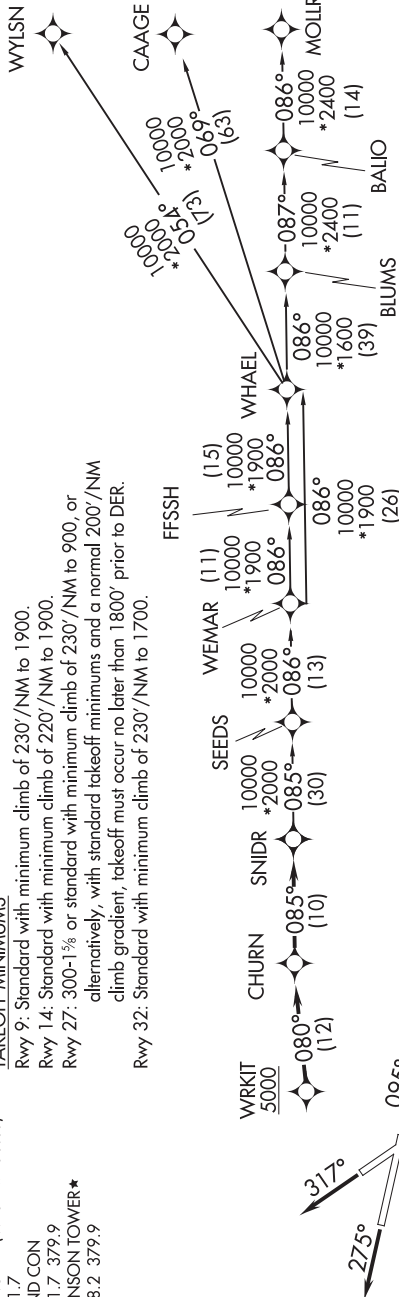 1.7
ND CON
1.7 379.9
NSON TOWER★
8.2 379.9
TAKEOFF MINIMUMS
Rwy 9: Standard with minimum climb of 230'/NM to 1900.
Rwy 14: Standard with minimum climb of 220'/NM to 1900.
Rwy 27: 300-1⅝ or standard with minimum climb of 230'/NM to 900, or
alternatively, with standard takeoff minimums and a normal 200'/NM
climb gradient, takeoff must occur no later than 1800' prior to DER.
Rwy 32: Standard with minimum climb of 230'/NM to 1700.
317°
275°
095°
WRKIT
5000
080°
(12)
CHURN
085°
(10)
SNIDR
10000
*2000
085°
(30)
SEEDS
10000
*2000
086°
(13)
WEMAR
(11)
10000
*1900
086°
FFSSH
(15)
10000
*1900
086°
086°
10000
*1900
(26)
WHAEL
10000
*2000
054°
(73)
WYLSN
10000
*2000
069°
(63)
CAAGE
086°
10000
*1600
(39)
BLUMS
087°
10000
*2400
(11)
BALIO
086°
10000
*2400
(14)
MOLLR